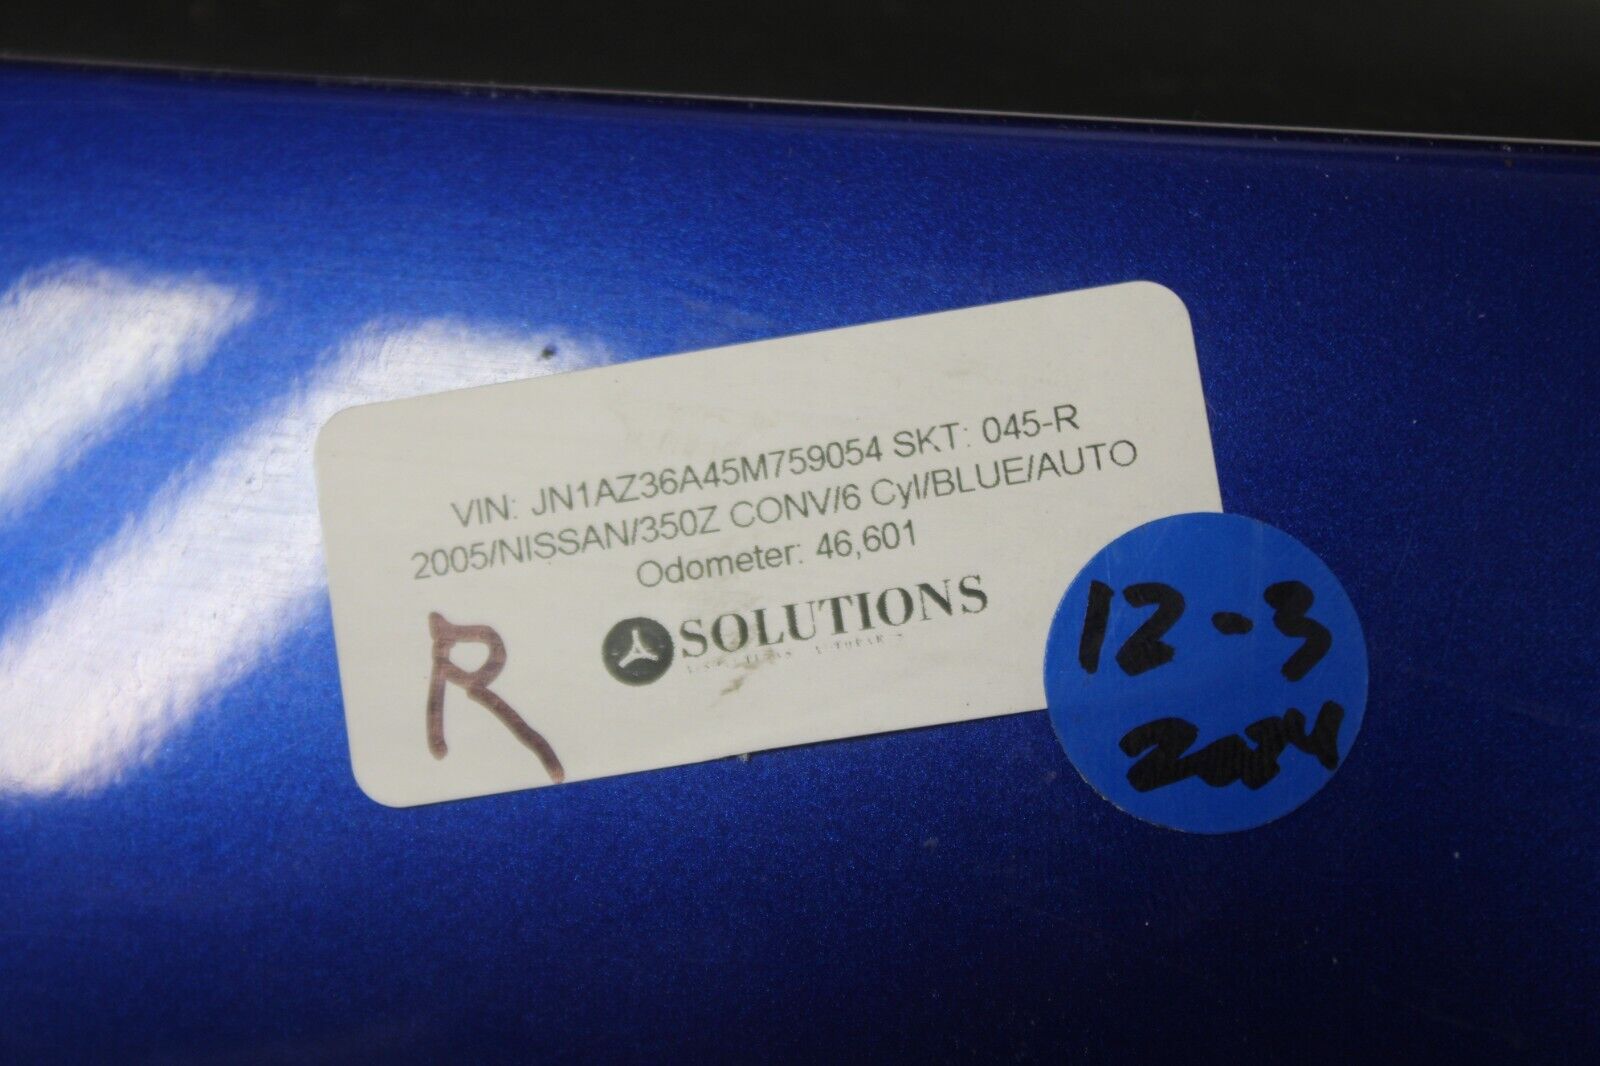 VIN: JN1AZ36A45M759054 SKT: 045-R
2005/NISSAN/350Z CONV/6 Cyl/BLUE/AUTO
Odometer: 46,601
SOLUTIONS
R
12-3
2024